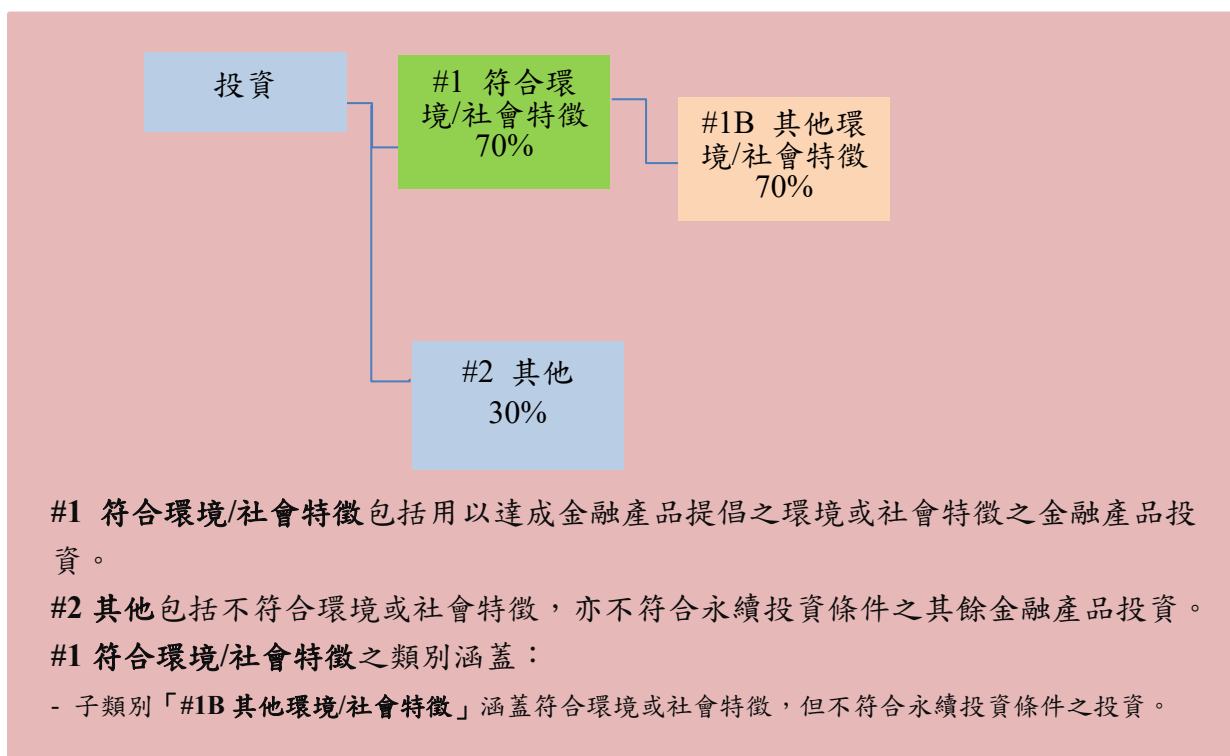 投資
#1 符合環
境/社會特徵
70%
#1B 其他環
境/社會特徵
70%
#2 其他
30%
#1 符合環境/社會特徵包括用以達成金融產品提倡之環境或社會特徵之金融產品投
資。
#2 其他包括不符合環境或社會特徵，亦不符合永續投資條件之其餘金融產品投資。
#1 符合環境/社會特徵之類別涵蓋：
- 子類別「#1B 其他環境/社會特徵」涵蓋符合環境或社會特徵，但不符合永續投資條件之投資。